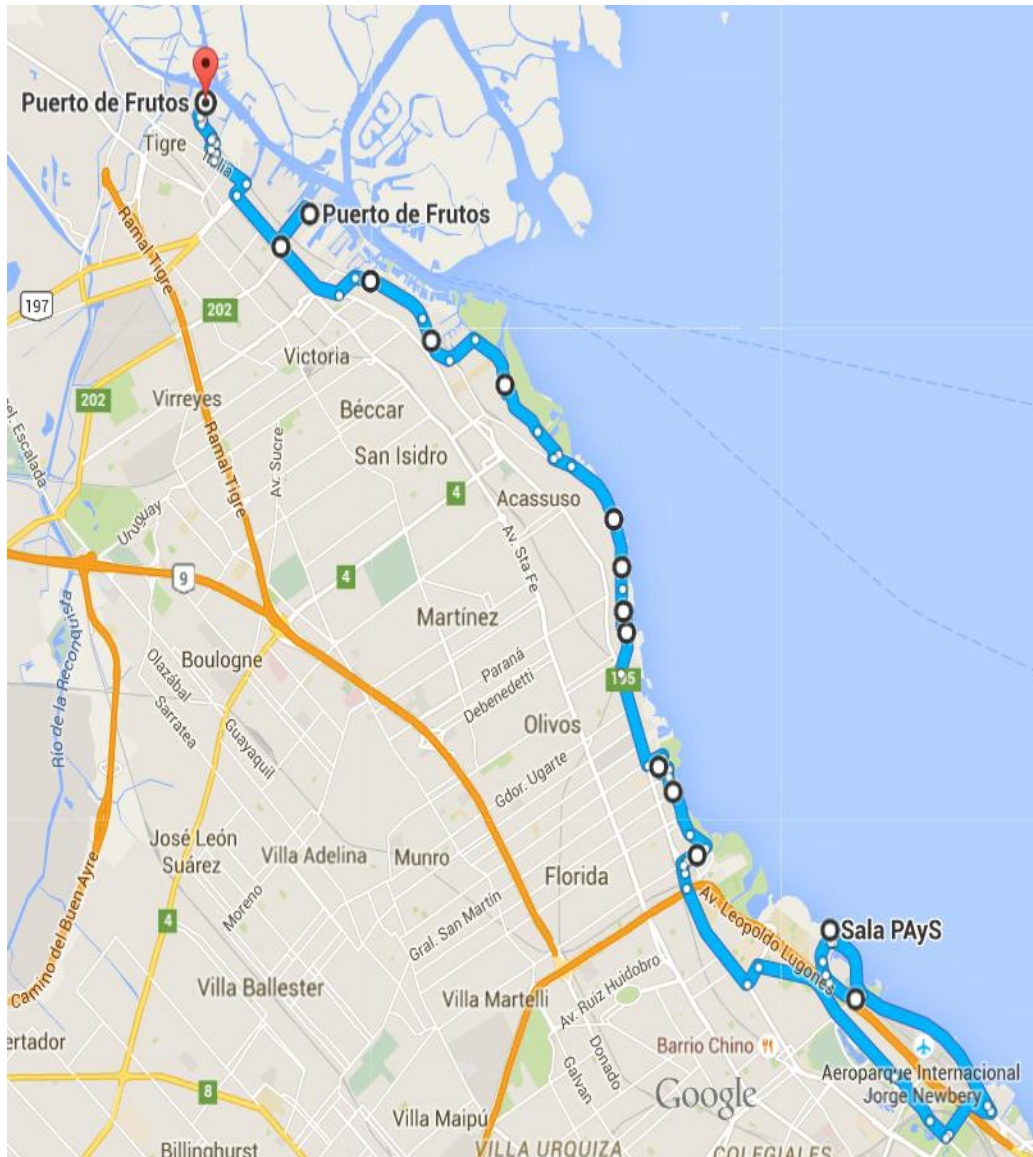 Puerto de Frutos
Tigre
Italia
Puerto de Frutos
Ramal Tigre
197
202
Victoria
Virreyes
202
Béccar
Av. Sucre
San Isidro
4
Acassuso
Ramal Tigre
Uruguay
Av. Sta Fe
9
4
Martínez
Río de la Reconquista
Boulogne
Olazábal
Sarratea
Guayaquil
Paraná
Debenedetti
195
Olivos
Gdor. Ugarte
José León
Suárez
Villa Adelina
Munro
Florida
Camino del Buen Ayre
Moreno
4
Gral. San Martín
Av. Leopoldo Lugones
Sala PAyS
Villa Ballester
Villa Martelli
Av. Ruiz Huidobro
Donado
Galvan
Barrio Chino
Aeroparque Internacional
Jorge Newbery
8
Google
Villa Maipú
Billinghurst
VILLA URQUIZA
COLEGIALES